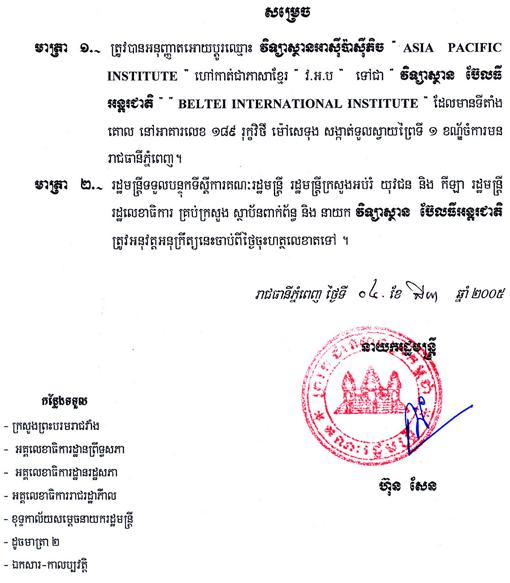 សម្រេច
មាត្រា ១.~ ត្រូវបានអនុញ្ញាតអោយប្តូរឈ្មោះ វិទ្យាស្ថានអាស៊ីប៉ាស៊ីភិច " ASIA PACIFIC
INSTITUTE " ហៅកាត់ជាភាសាខ្មែរ " វ.អ.ប " ទៅជា " វិទ្យាស្ថាន ប៊ែលធី
អន្តរជាតិ " " BELTEI INTERNATIONAL INSTITUTE " ដែលមានទីតាំង
គោល នៅអាគារលេខ ១៨៩ រុក្ខវិថី ម៉ៅសេទុង សង្កាត់ទួលស្វាយព្រៃទី ១ ខណ្ឌ័ចំការមន
រាជធានីភ្នំពេញ។
មាត្រា ២.~ រដ្ឋមន្ត្រីទទួលបន្ទុកទីស្តីការគណៈរដ្ឋមន្ត្រី រដ្ឋមន្ត្រីក្រសួងអប់រំ យុវជន និង កីឡា រដ្ឋមន្ត្រី
រដ្ឋលេខាធិការ គ្រប់ក្រសួង ស្ថាប័នពាក់ព័ន្ធ និង នាយក វិទ្យាស្ថាន ប៊ែលធីអន្តរជាតិ
ត្រូវអនុវត្តអនុក្រឹត្យនេះចាប់ពីថ្ងៃចុះហត្ថលេខាតទៅ ។
រាជធានីភ្នំពេញ ថ្ងៃទី ០៤. ខែ សីហា ឆ្នាំ 2005
នាយករដ្ឋមន្ត្រី
ហ៊ុន សែន
កន្លែងទទួល
- ក្រសួងព្រះបរមរាជវាំង
- អគ្គលេខាធិការដ្ឋានព្រឹទ្ធសភា
- អគ្គលេខាធិការដ្ឋានរដ្ឋសភា
- អគ្គលេខាធិការរាជរដ្ឋាភិបាល
- ខុទ្ទកាល័យសម្តេចនាយករដ្ឋមន្ត្រី
- ដូចមាត្រា ២
- ឯកសារ-កាលប្បវត្តិ